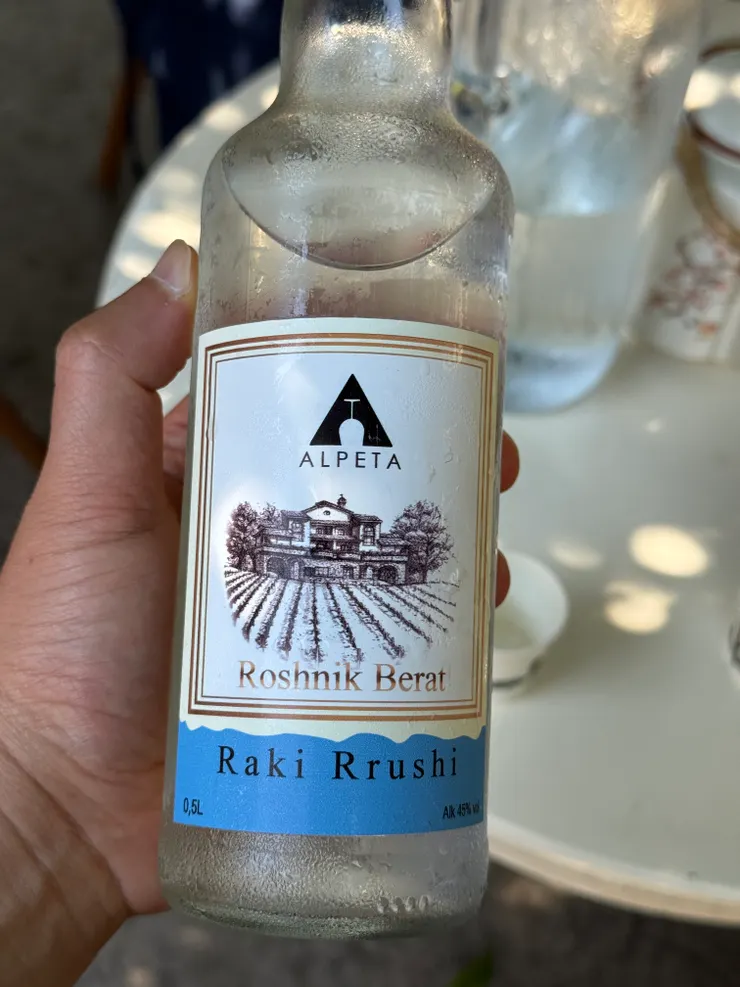 ALPETA
Roshnik Berat
Raki Rrushi
0,5L
Alk 45% vol